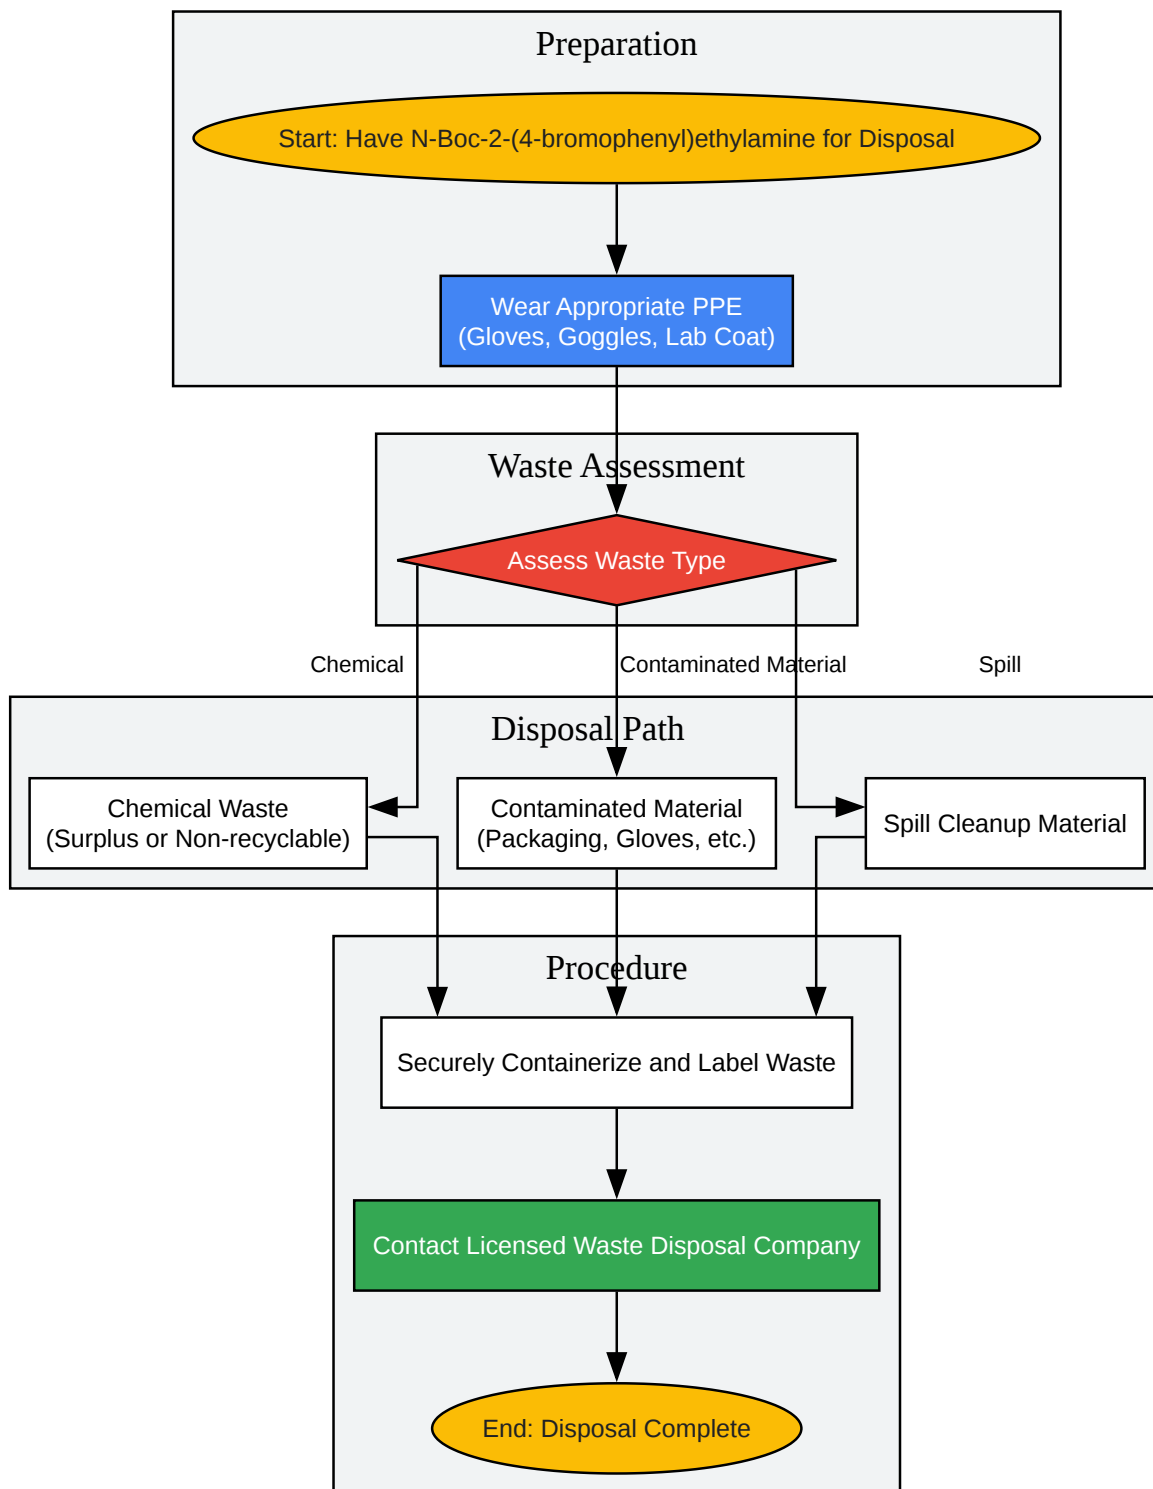 Preparation
Start: Have N-Boc-2-(4-bromophenyl)ethylamine for Disposal
Wear Appropriate PPE
(Gloves, Goggles, Lab Coat)
Waste Assessment
Assess Waste Type
Chemical
Contaminated Material
Spill
Disposal Path
Chemical Waste
(Surplus or Non-recyclable)
Contaminated Material
(Packaging, Gloves, etc.)
Spill Cleanup Material
Procedure
Securely Containerize and Label Waste
Contact Licensed Waste Disposal Company
End: Disposal Complete